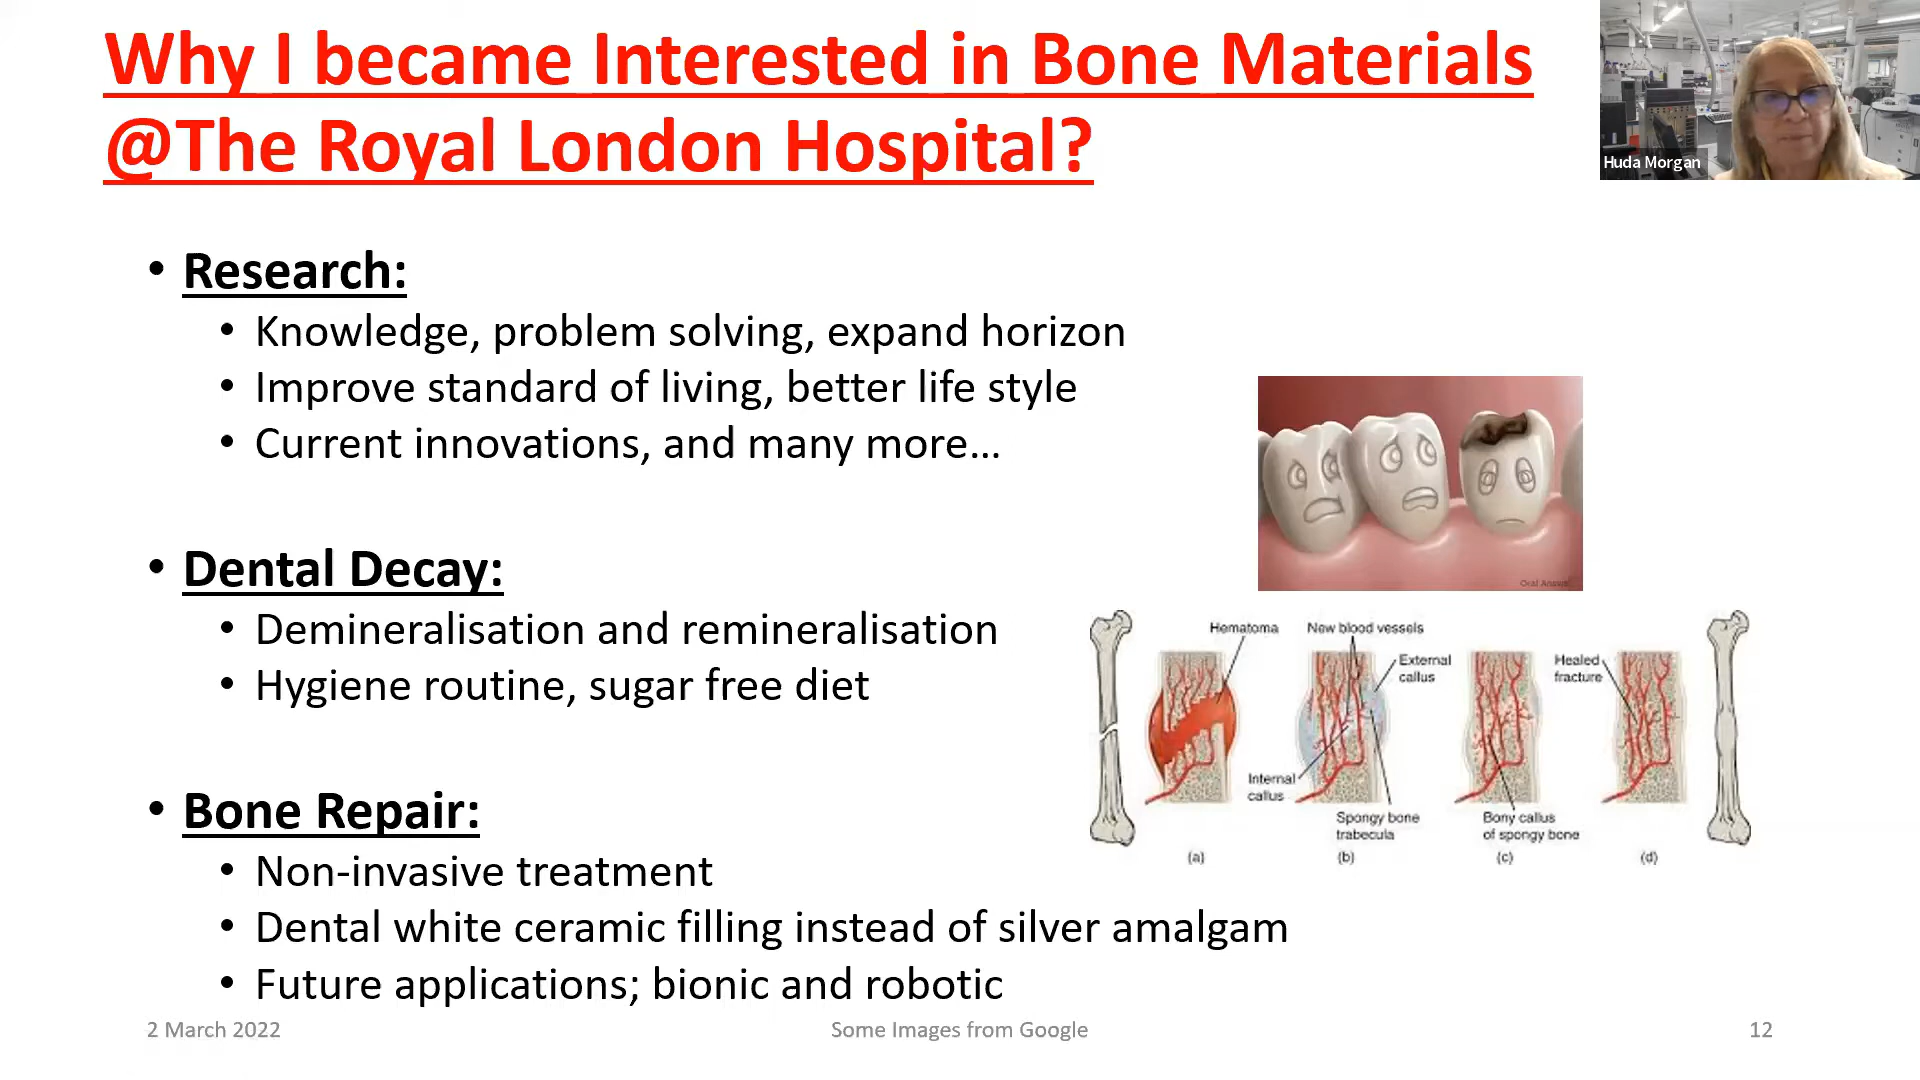 Why I became Interested in Bone Materials
@The Royal London Hospital?
Huda Morgan
• Research:
• Knowledge, problem solving, expand horizon
• Improve standard of living, better life style
• Current innovations, and many more...
• Dental Decay:
• Demineralisation and remineralisation
• Hygiene routine, sugar free diet
• Bone Repair:
• Non-invasive treatment
• Dental white ceramic filling instead of silver amalgam
• Future applications; bionic and robotic
Hematoma
New blood vessels
External
callus
Healed
fracture
Internal
callus
Spongy bone
trabecula
Bony callus
of spongy bone
(a)
(b)
(c)
(d)
2 March 2022
Some Images from Google
12